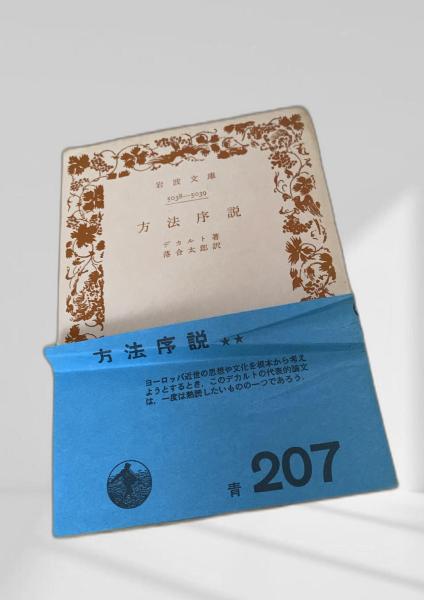 岩波文庫
5038—5039
方法序説
デカルト著
落合太郎訳
方法序説 ★★
ヨーロッパ近世の思想や文化を根本から考え
ようとするとき，このデカルトの代表的論文
は，一度は熟読したいものの一つであろう．
青 207